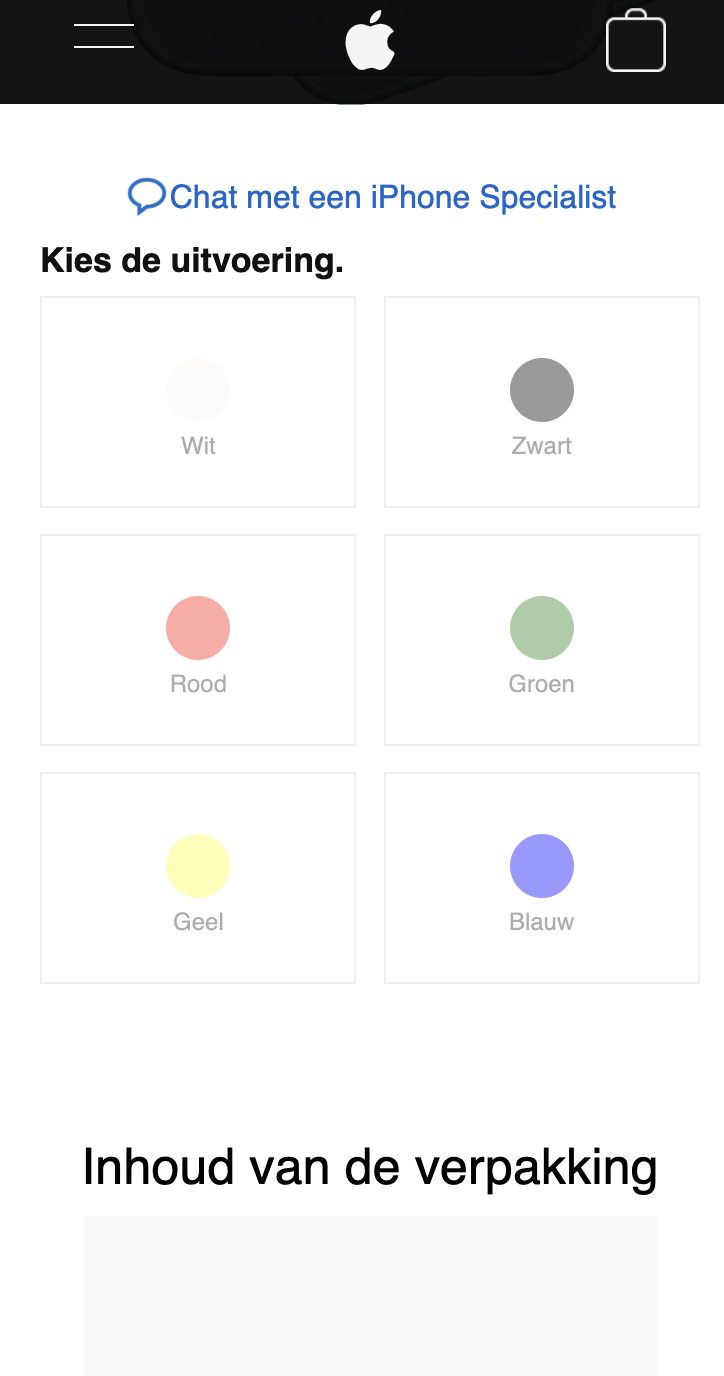 Chat met een iPhone Specialist
Kies de uitvoering.
Wit
Zwart
Rood
Groen
Geel
Blauw
Inhoud van de verpakking